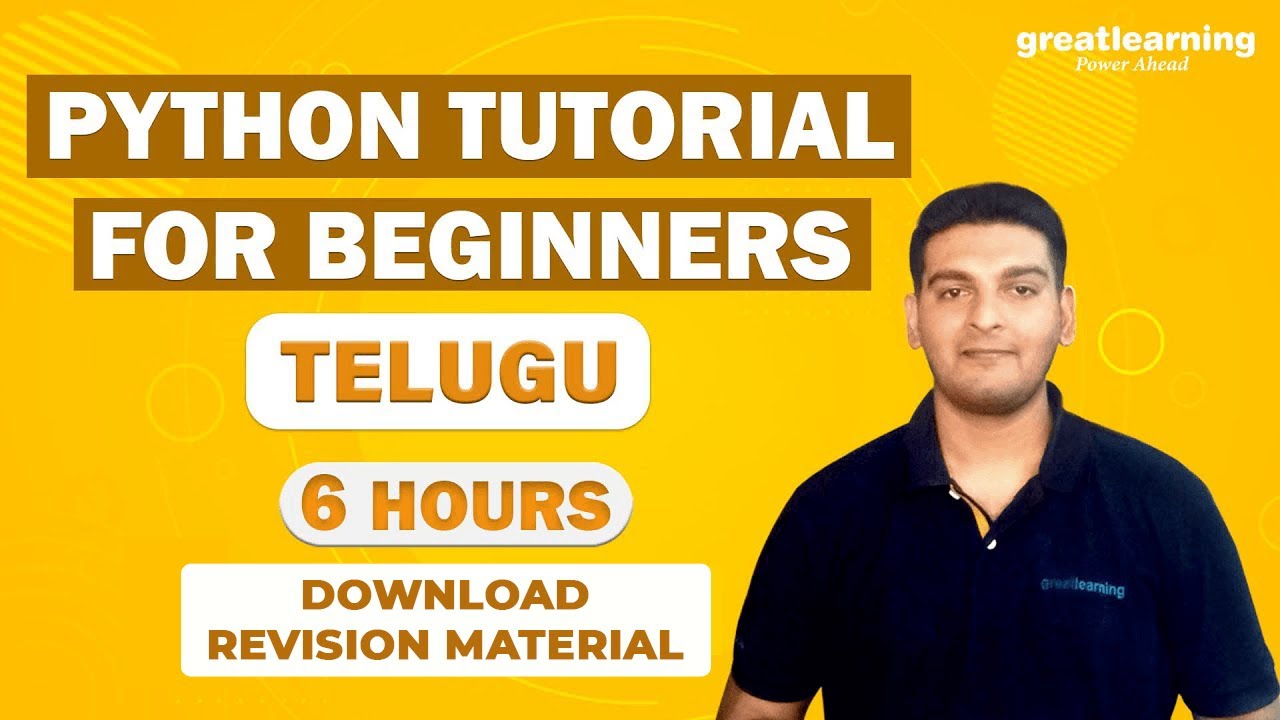 greatlearning
Power Ahead
PYTHON TUTORIAL
FOR BEGINNERS
TELUGU
6 HOURS
DOWNLOAD
REVISION MATERIAL
greatlearning